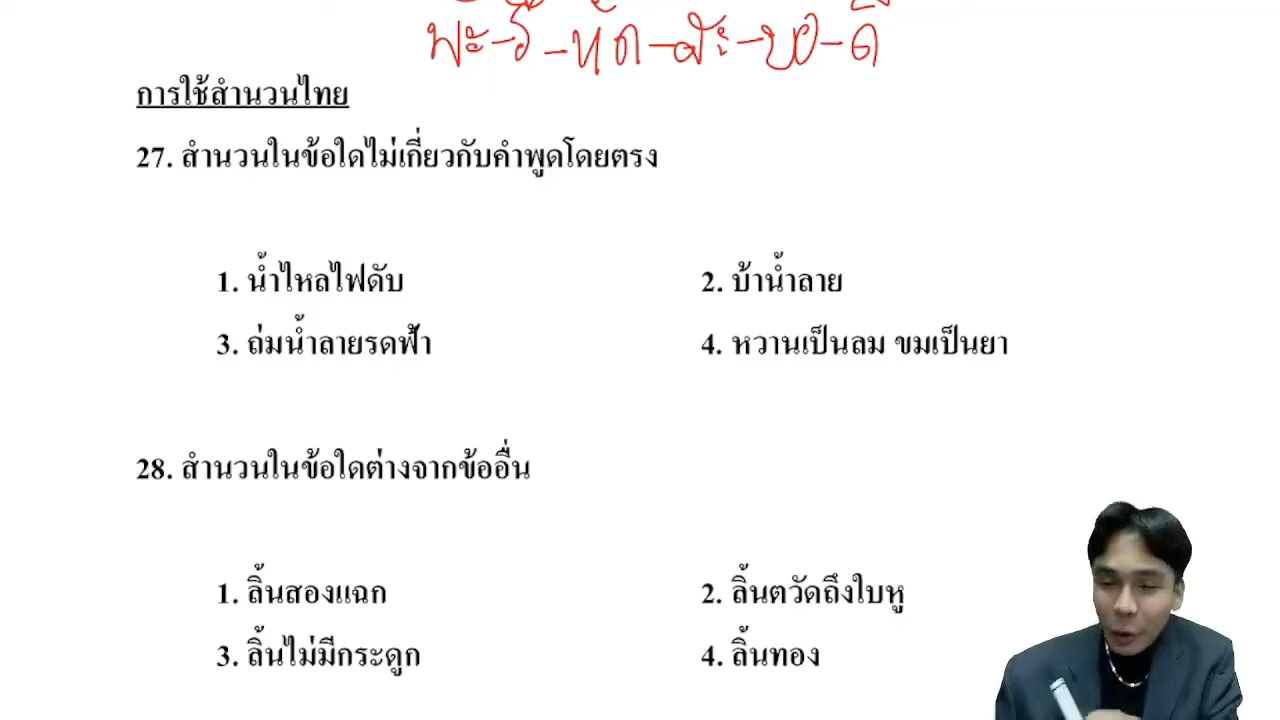 พะ-รึ-หัด-สะ-บอ-ดี
การใช้สำนวนไทย
27. สำนวนในข้อใดไม่เกี่ยวกับคำพูดโดยตรง
1. น้ำไหลไฟดับ 2. บ้าน้ำลาย
3. ถ่มน้ำลายรดฟ้า 4. หวานเป็นลม ขมเป็นยา
28. สำนวนในข้อใดต่างจากข้ออื่น
1. ลิ้นสองแฉก 2. ลิ้นตวัดถึงใบหู
3. ลิ้นไม่มีกระดูก 4. ลิ้นทอง